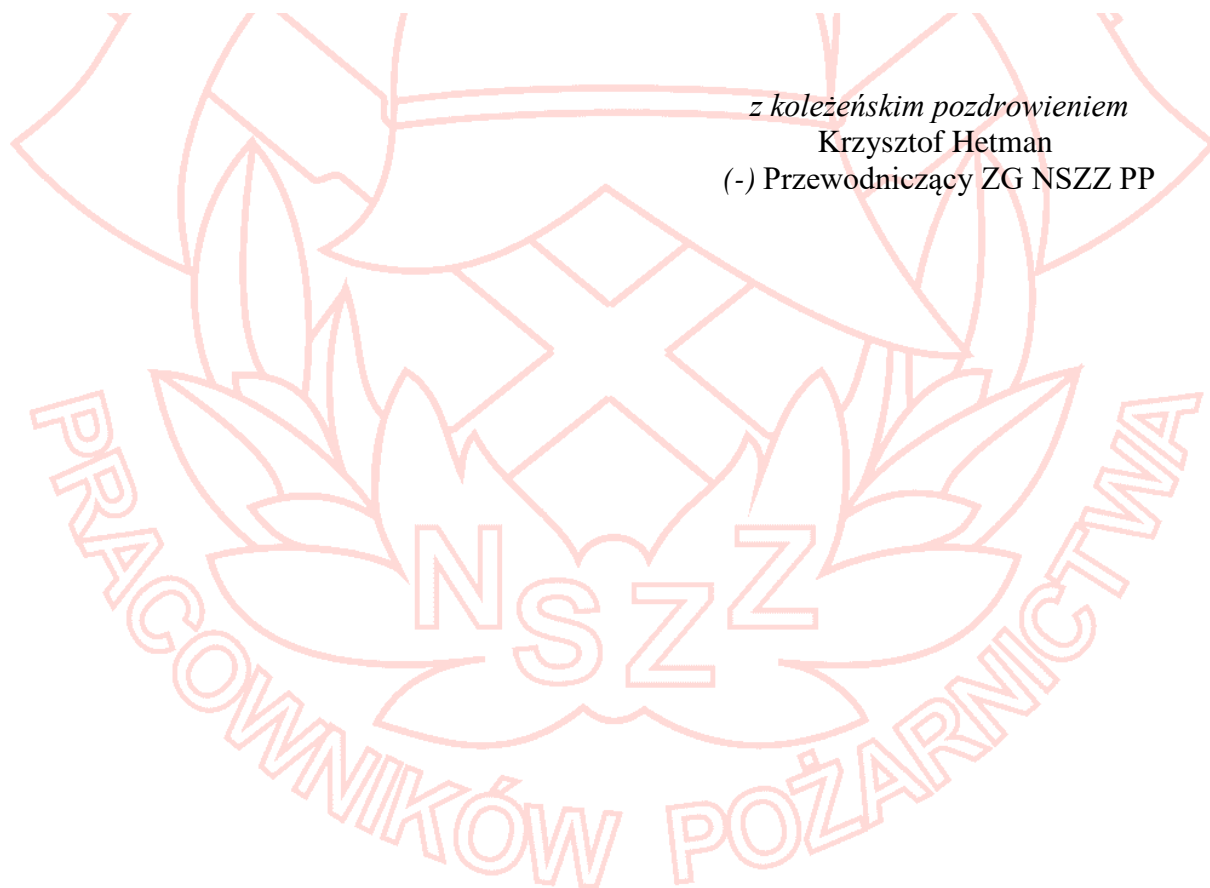 z koleżeńskim pozdrowieniem
Krzysztof Hetman
(-) Przewodniczący ZG NSZZ PP
NSZZ
PRACOWNIKÓW POŻARNICTWA